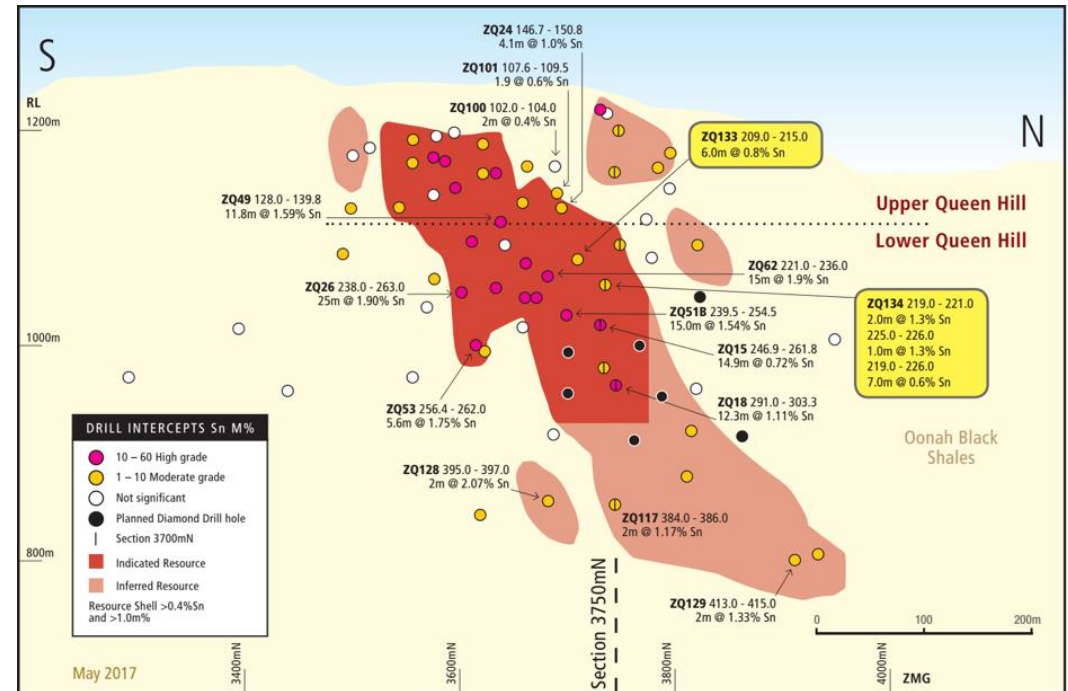 S
N
RL
1200m
1000m
800m
ZQ24 146.7 - 150.8
4.1m @ 1.0% Sn
ZQ101 107.6 - 109.5
1.9 @ 0.6% Sn
ZQ100 102.0 - 104.0
2m @ 0.4% Sn
ZQ133 209.0 - 215.0
6.0m @ 0.8% Sn
ZQ49 128.0 - 139.8
11.8m @ 1.59% Sn
Upper Queen Hill
Lower Queen Hill
ZQ62 221.0 - 236.0
15m @ 1.9% Sn
ZQ26 238.0 - 263.0
25m @ 1.90% Sn
ZQ134 219.0 - 221.0
2.0m @ 1.3% Sn
225.0 - 226.0
1.0m @ 1.3% Sn
219.0 - 226.0
7.0m @ 0.6% Sn
ZQ51B 239.5 - 254.5
15.0m @ 1.54% Sn
ZQ15 246.9 - 261.8
14.9m @ 0.72% Sn
ZQ53 256.4 - 262.0
5.6m @ 1.75% Sn
ZQ18 291.0 - 303.3
12.3m @ 1.11% Sn
Oonah Black
Shales
ZQ128 395.0 - 397.0
2m @ 2.07% Sn
ZQ117 384.0 - 386.0
2m @ 1.17% Sn
ZQ129 413.0 - 415.0
2m @ 1.33% Sn
DRILL INTERCEPTS Sn M%
10 – 60 High grade
1 – 10 Moderate grade
Not significant
Planned Diamond Drill hole
Section 3700mN
Indicated Resource
Inferred Resource
Resource Shell >0.4%Sn
and >1.0m%
Section 3750mN
0 100 200m
May 2017
3400mN
3600mN
3800mN
4000mN
ZMG